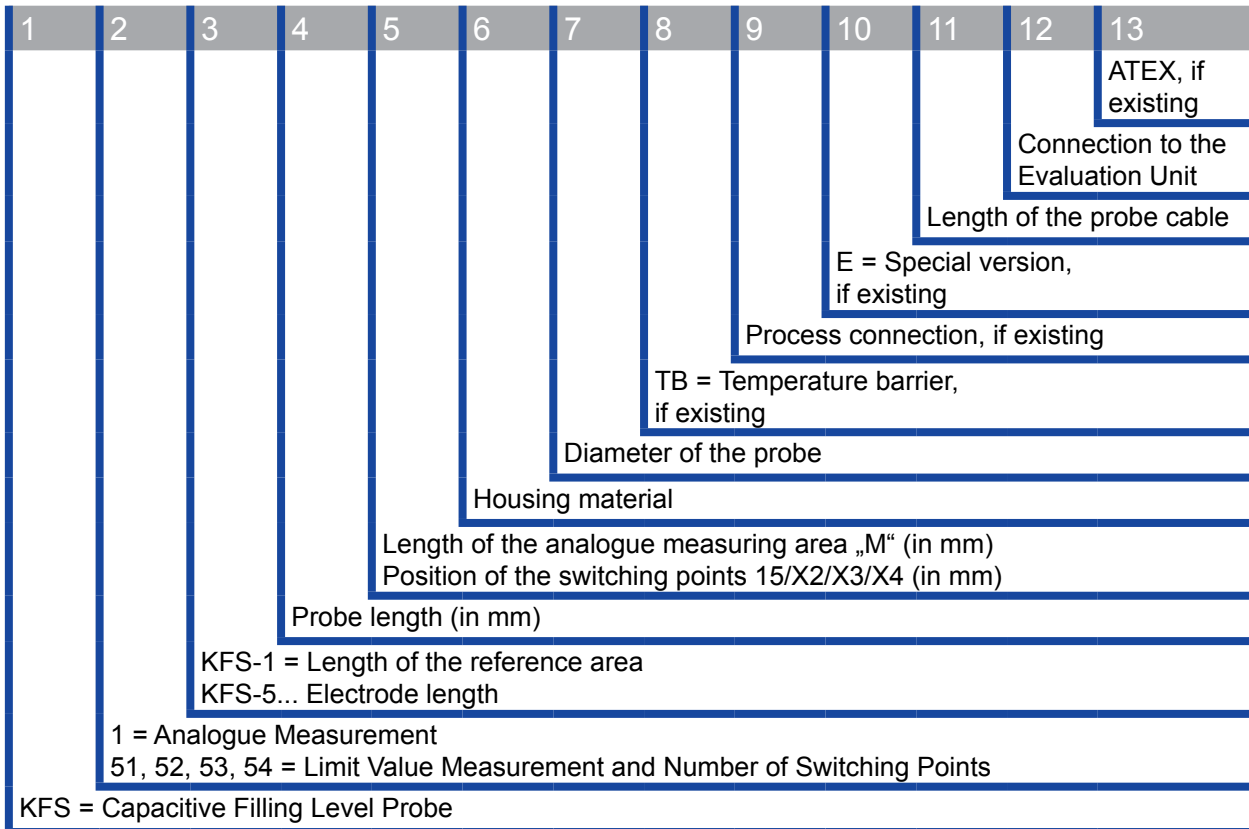 1 2 3 4 5 6 7 8 9 10 11 12 13
ATEX, if
existing
Connection to the
Evaluation Unit
Length of the probe cable
E = Special version,
if existing
Process connection, if existing
TB = Temperature barrier,
if existing
Diameter of the probe
Housing material
Length of the analogue measuring area „M“ (in mm)
Position of the switching points 15/X2/X3/X4 (in mm)
Probe length (in mm)
KFS-1 = Length of the reference area
KFS-5... Electrode length
1 = Analogue Measurement
51, 52, 53, 54 = Limit Value Measurement and Number of Switching Points
KFS = Capacitive Filling Level Probe